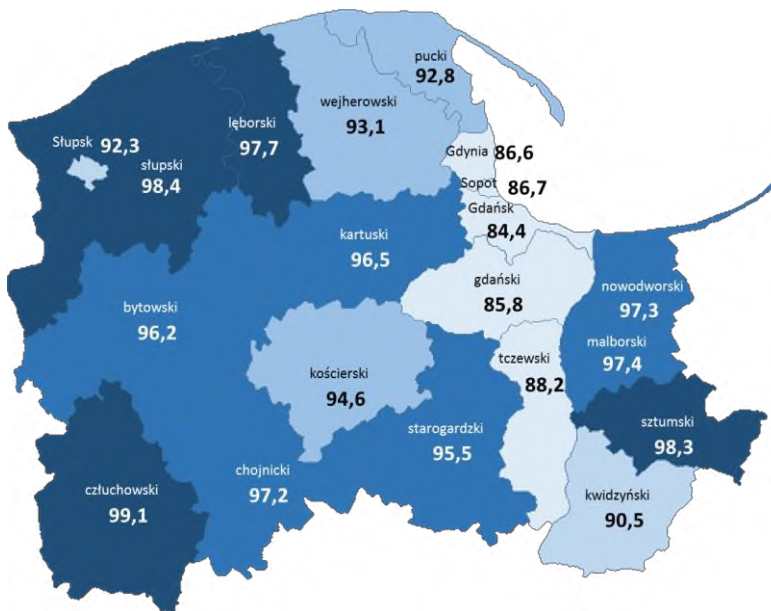 pucki
92,8
wejherowski
93,1
lęborski
97,7
Słupsk 92,3
słupski
98,4
Gdynia 86,6
Sopot 86,7
Gdańsk
84,4
kartuski
96,5
gdański
85,8
nowodworski
97,3
bytowski
96,2
malborski
97,4
tczewski
88,2
kościerski
94,6
starogardzki
95,5
sztumski
98,3
człuchowski
99,1
chojnicki
97,2
kwidzyński
90,5